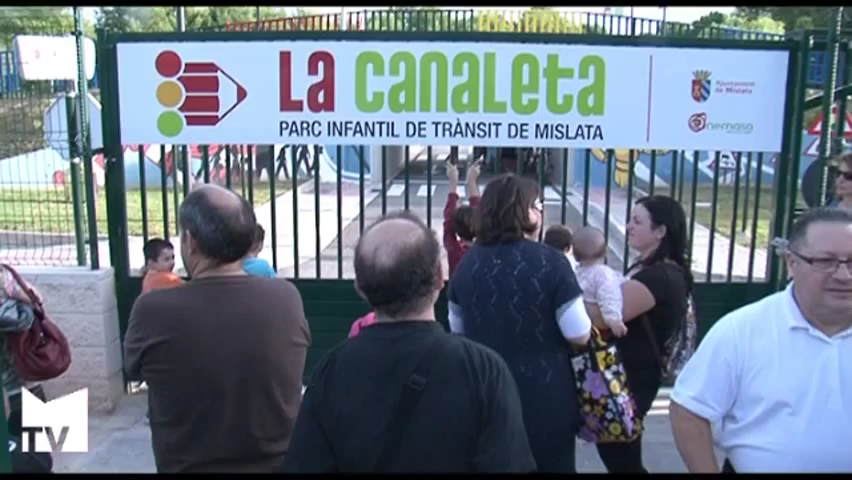 LA CANALETA
PARC INFANTIL DE TRÀNSIT DE MISLATA
Ajuntament
de Mislata
nemasa
TV